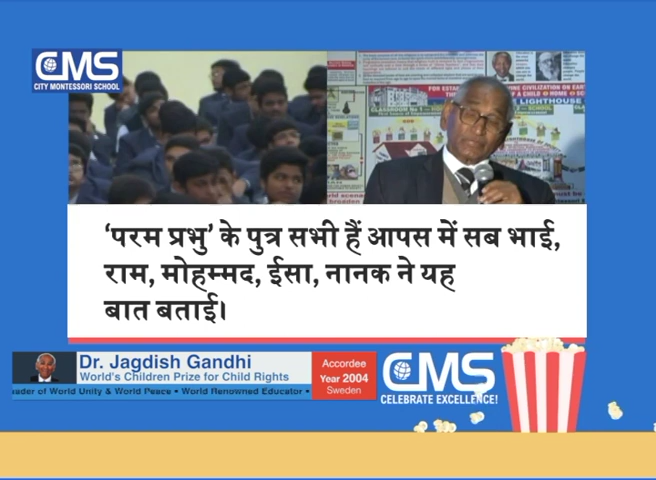 CMS
CITY MONTESSORI SCHOOL
THE LIGHTHOUSE
'परम प्रभु' के पुत्र सभी हैं आपस में सब भाई,
राम, मोहम्मद, ईसा, नानक ने यह
बात बताई।
Dr. Jagdish Gandhi
World's Children Prize for Child Rights
Accordee
Year 2004
Sweden
eader of World Unity & World Peace • World Renowned Educator •
CMS
CELEBRATE EXCELLENCE!